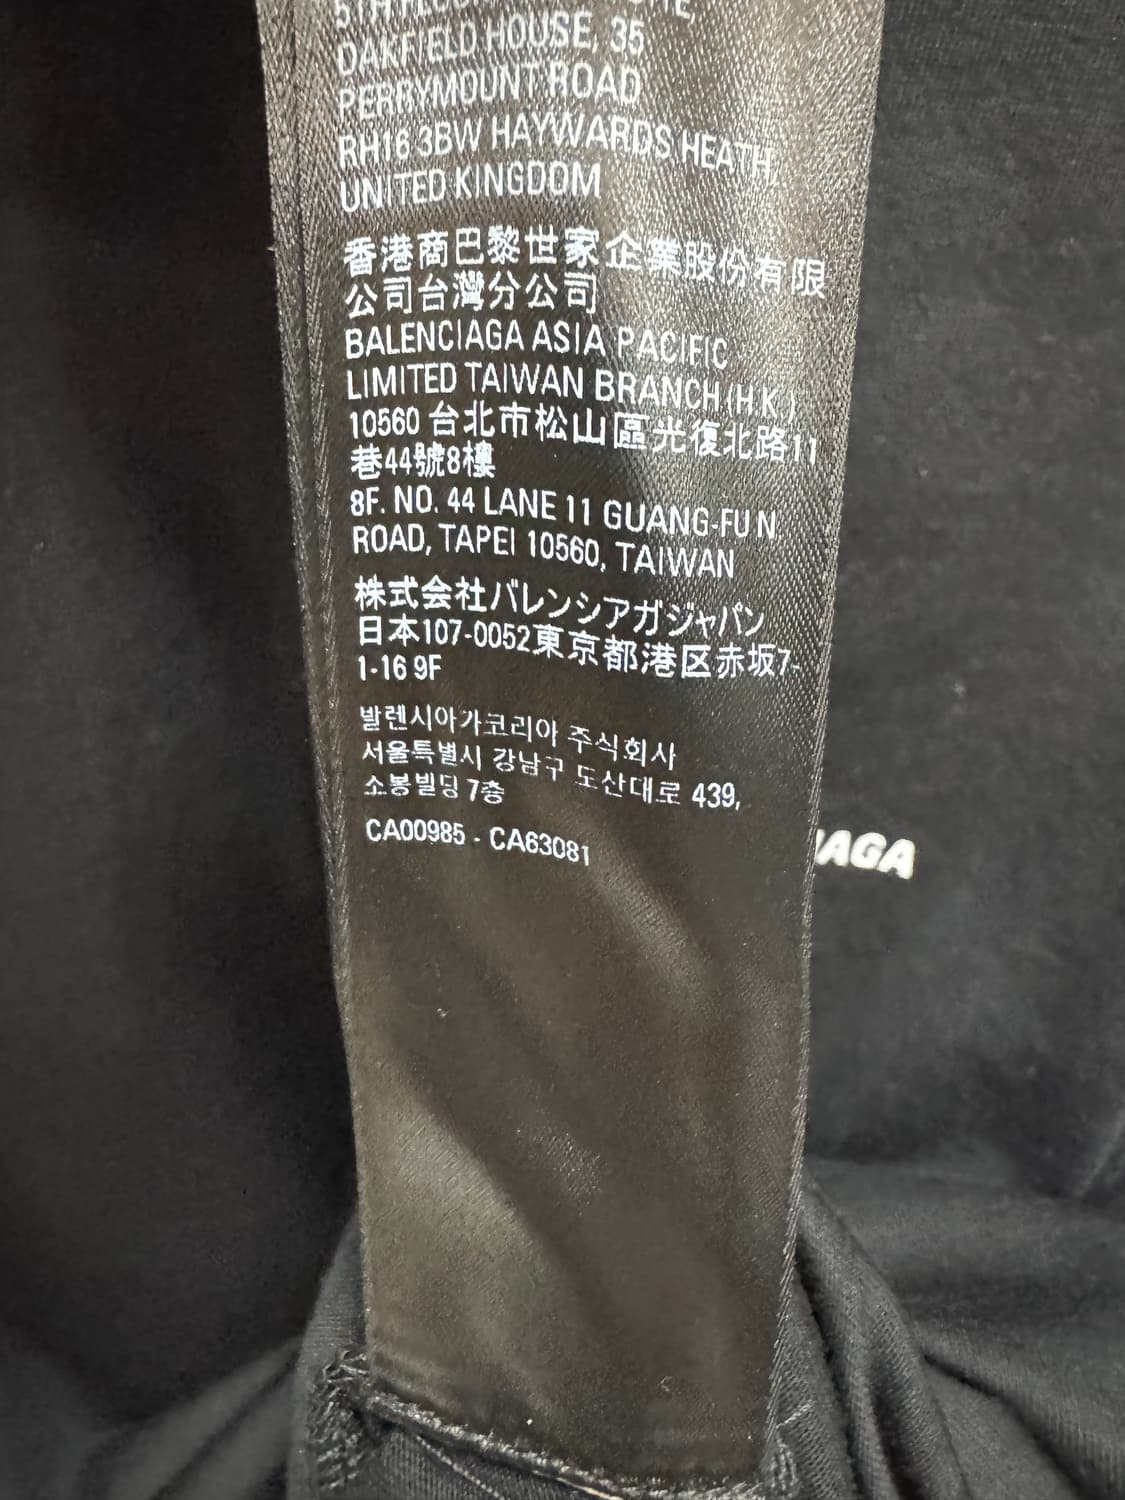 OAKFIELD HOUSE, 35
PERRYMOUNT ROAD
RH16 3BW HAYWARDS HEATH
UNITED KINGDOM
香港商巴黎世家企業股份有限
公司台灣分公司
BALENCIAGA ASIA PACIFIC
LIMITED TAIWAN BRANCH (H.K.)
10560 台北市松山區光復北路11
巷44號8樓
8F. NO. 44 LANE 11 GUANG-FU N
ROAD, TAPEI 10560, TAIWAN
株式会社バレンシアガジャパン
日本107-0052東京都港区赤坂7-
1-16 9F
발렌시아가코리아 주식회사
서울특별시 강남구 도산대로 439,
소봉빌딩 7층
CA00985 - CA63081
IAGA